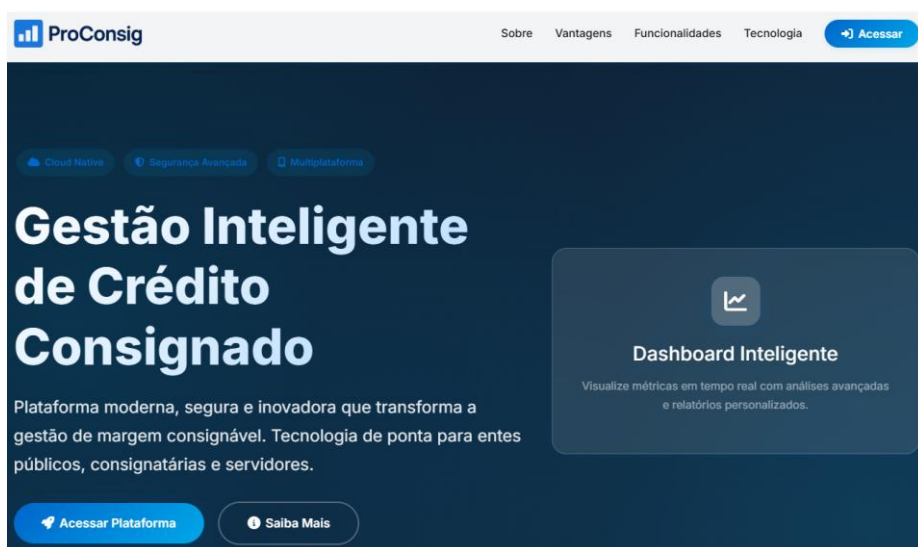 ProConsig
Sobre Vantagens Funcionalidades Tecnologia Acessar
Cloud Native Segurança Avançada Multiplataforma
Gestão Inteligente
de Crédito
Consignado
Plataforma moderna, segura e inovadora que transforma a
gestão de margem consignável. Tecnologia de ponta para entes
públicos, consignatárias e servidores.
Acessar Plataforma Saiba Mais
Dashboard Inteligente
Visualize métricas em tempo real com análises avançadas
e relatórios personalizados.